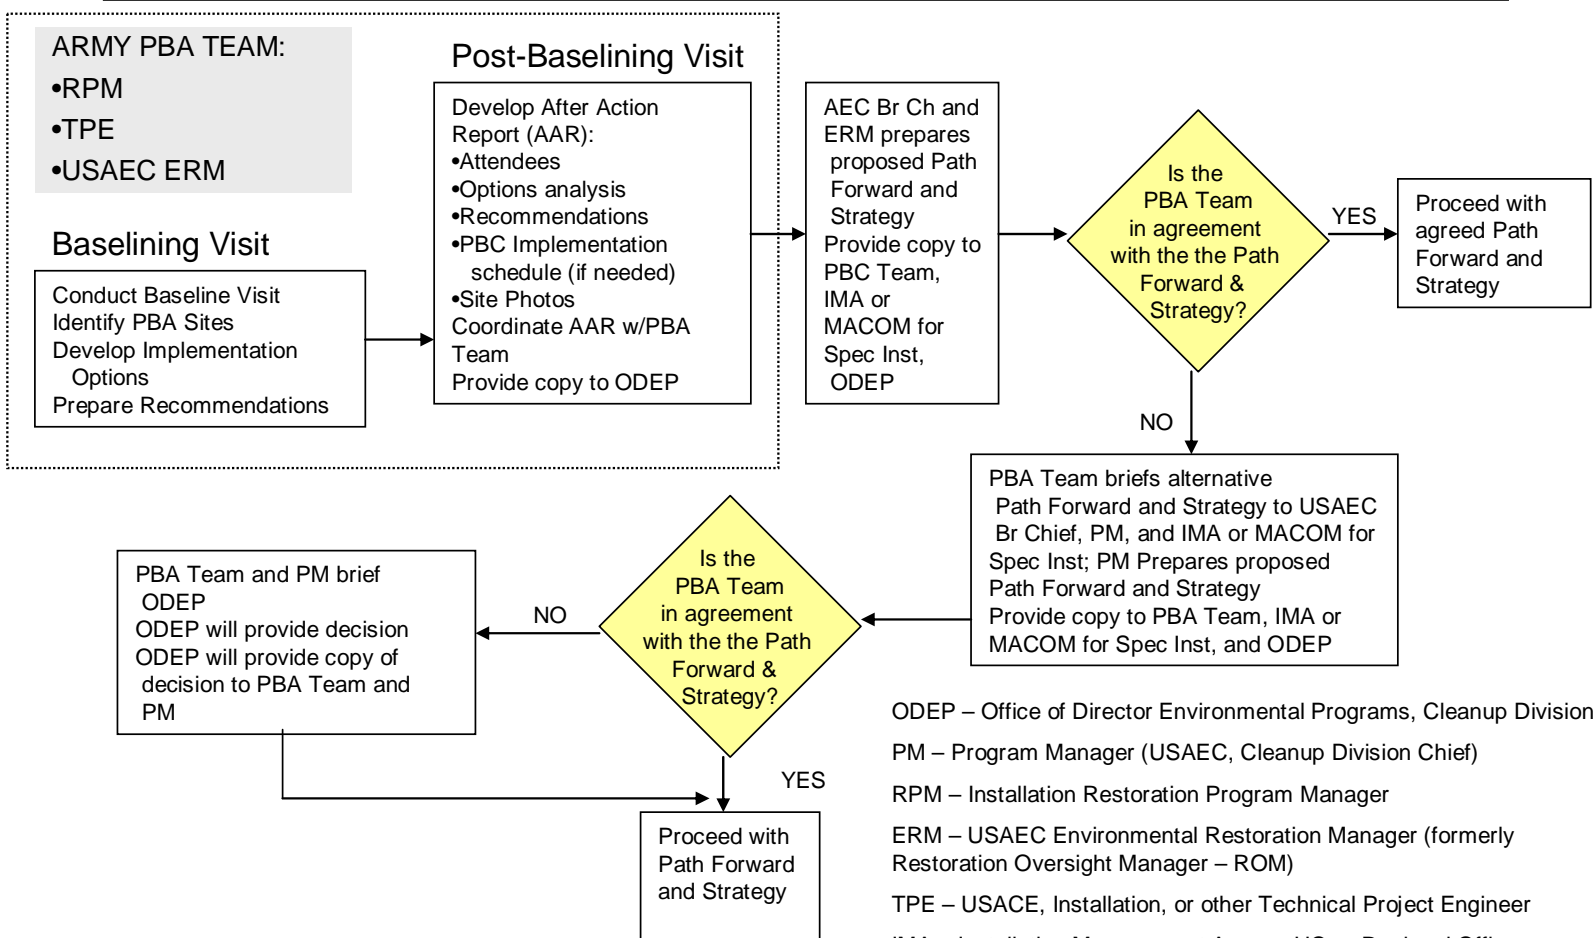 ARMY PBA TEAM:
•RPM
•TPE
•USAEC ERM
Baselining Visit
Conduct Baseline Visit
Identify PBA Sites
Develop Implementation
Options
Prepare Recommendations
Post-Baselining Visit
Develop After Action
Report (AAR):
•Attendees
•Options analysis
•Recommendations
•PBC Implementation
schedule (if needed)
•Site Photos
Coordinate AAR w/PBA
Team
Provide copy to ODEP
AEC Br Ch and
ERM prepares
proposed Path
Forward and
Strategy
Provide copy to
PBC Team,
IMA or
MACOM for
Spec Inst,
ODEP
Is the
PBA Team
in agreement
with the the Path
Forward &
Strategy?
YES
Proceed with
agreed Path
Forward and
Strategy
NO
PBA Team briefs alternative
Path Forward and Strategy to USAEC
Br Chief, PM, and IMA or MACOM for
Spec Inst; PM Prepares proposed
Path Forward and Strategy
Provide copy to PBA Team, IMA or
MACOM for Spec Inst, and ODEP
Is the
PBA Team
in agreement
with the the Path
Forward &
Strategy?
NO
PBA Team and PM brief
ODEP
ODEP will provide decision
ODEP will provide copy of
decision to PBA Team and
PM
YES
Proceed with
Path Forward
and Strategy
ODEP – Office of Director Environmental Programs, Cleanup Division
PM – Program Manager (USAEC, Cleanup Division Chief)
RPM – Installation Restoration Program Manager
ERM – USAEC Environmental Restoration Manager (formerly
Restoration Oversight Manager – ROM)
TPE – USACE, Installation, or other Technical Project Engineer